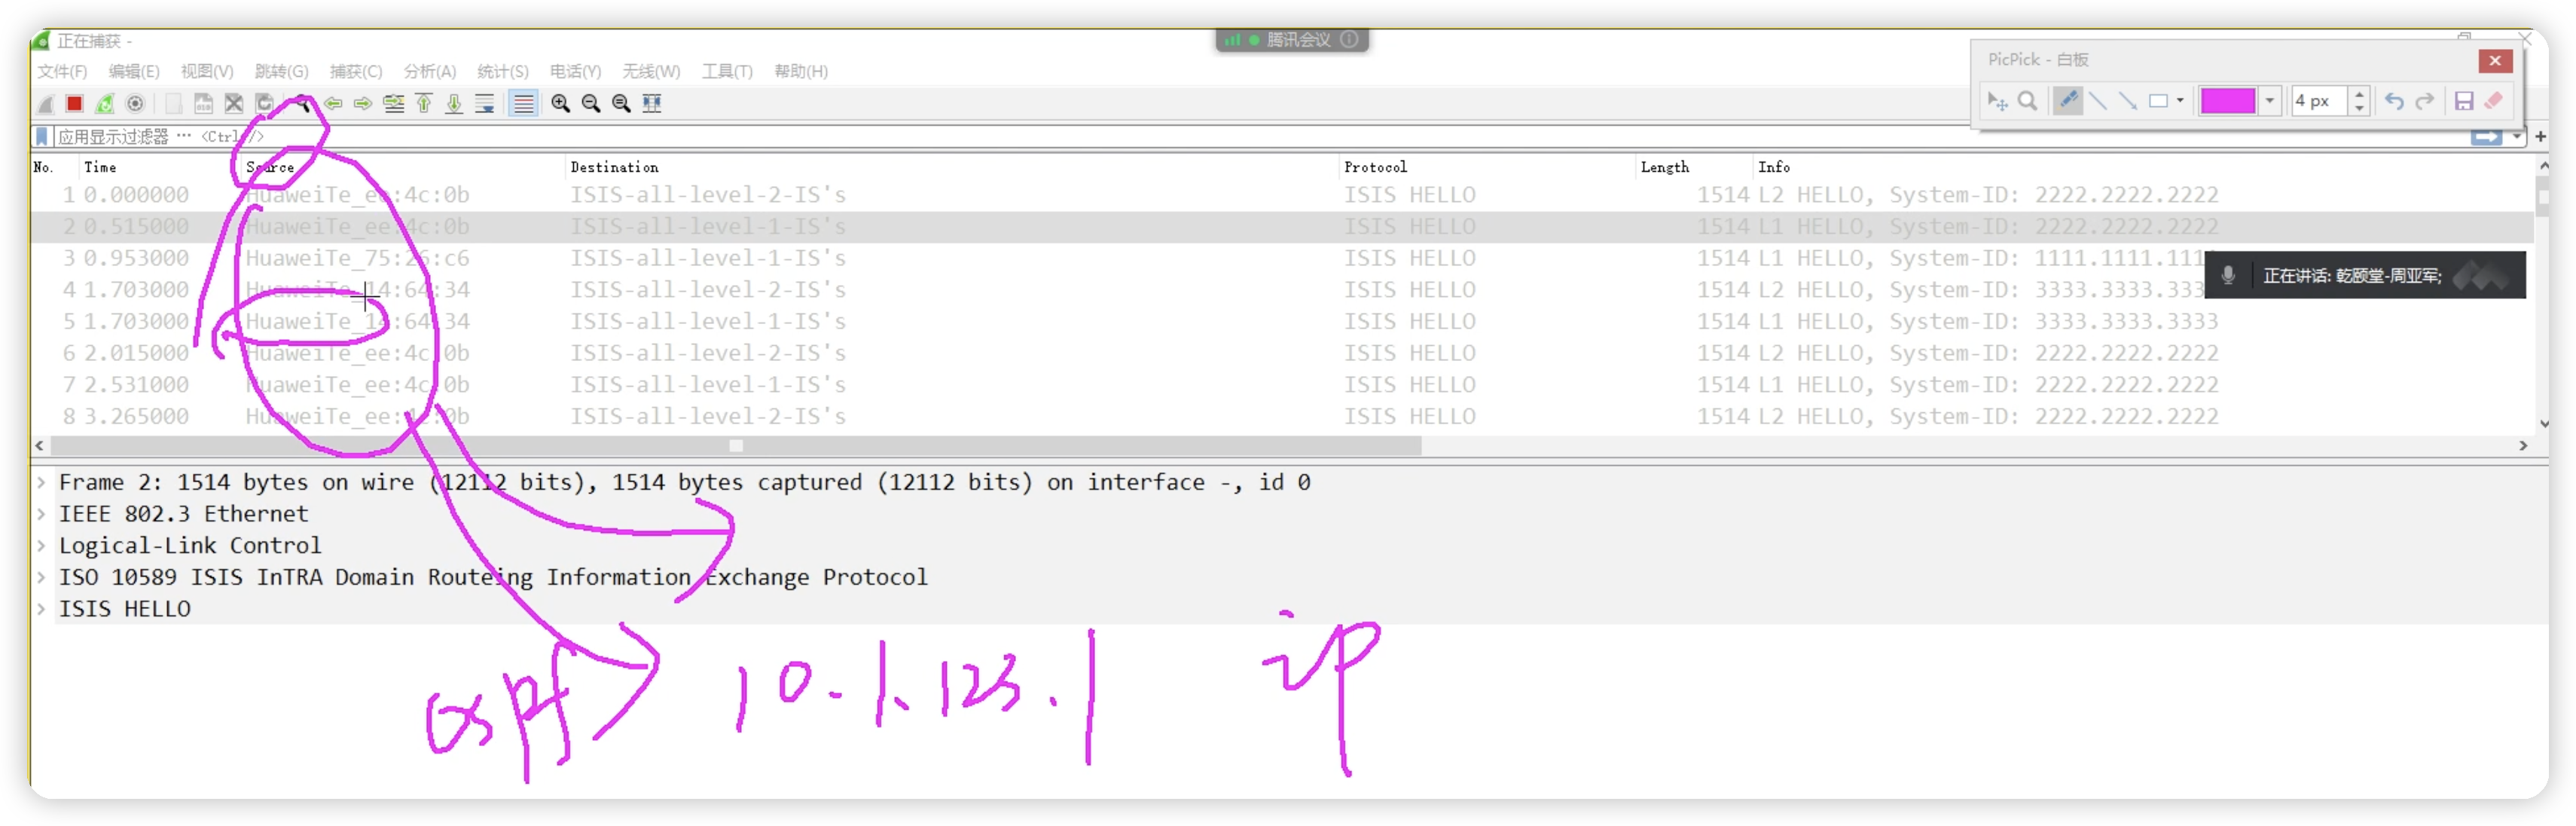 正在捕获 -
腾讯会议
文件(F) 编辑(E) 视图(V) 跳转(G) 捕获(C) 分析(A) 统计(S) 电话(Y) 无线(W) 工具(T) 帮助(H)
PicPick - 白板
4 px
应用显示过滤器 … <Ctrl-/>
No. Time Source Destination Protocol Length Info
1 0.000000 HuaweiTe_ee:4c:0b ISIS-all-level-2-IS's ISIS HELLO 1514 L2 HELLO, System-ID: 2222.2222.2222
2 0.515000 HuaweiTe_ee:4c:0b ISIS-all-level-1-IS's ISIS HELLO 1514 L1 HELLO, System-ID: 2222.2222.2222
3 0.953000 HuaweiTe_75:26:c6 ISIS-all-level-1-IS's ISIS HELLO 1514 L1 HELLO, System-ID: 1111.1111.111
正在讲话: 乾颐堂-周亚军;
4 1.703000 HuaweiTe_14:64:34 ISIS-all-level-2-IS's ISIS HELLO 1514 L2 HELLO, System-ID: 3333.3333.333
5 1.703000 HuaweiTe_14:64:34 ISIS-all-level-1-IS's ISIS HELLO 1514 L1 HELLO, System-ID: 3333.3333.3333
6 2.015000 HuaweiTe_ee:4c:0b ISIS-all-level-2-IS's ISIS HELLO 1514 L2 HELLO, System-ID: 2222.2222.2222
7 2.531000 HuaweiTe_ee:4c:0b ISIS-all-level-1-IS's ISIS HELLO 1514 L1 HELLO, System-ID: 2222.2222.2222
8 3.265000 HuaweiTe_ee:4c:0b ISIS-all-level-2-IS's ISIS HELLO 1514 L2 HELLO, System-ID: 2222.2222.2222
Frame 2: 1514 bytes on wire (12112 bits), 1514 bytes captured (12112 bits) on interface -, id 0
IEEE 802.3 Ethernet
Logical-Link Control
ISO 10589 ISIS InTRA Domain Routeing Information Exchange Protocol
ISIS HELLO
ospf 10.1.123.1 ip